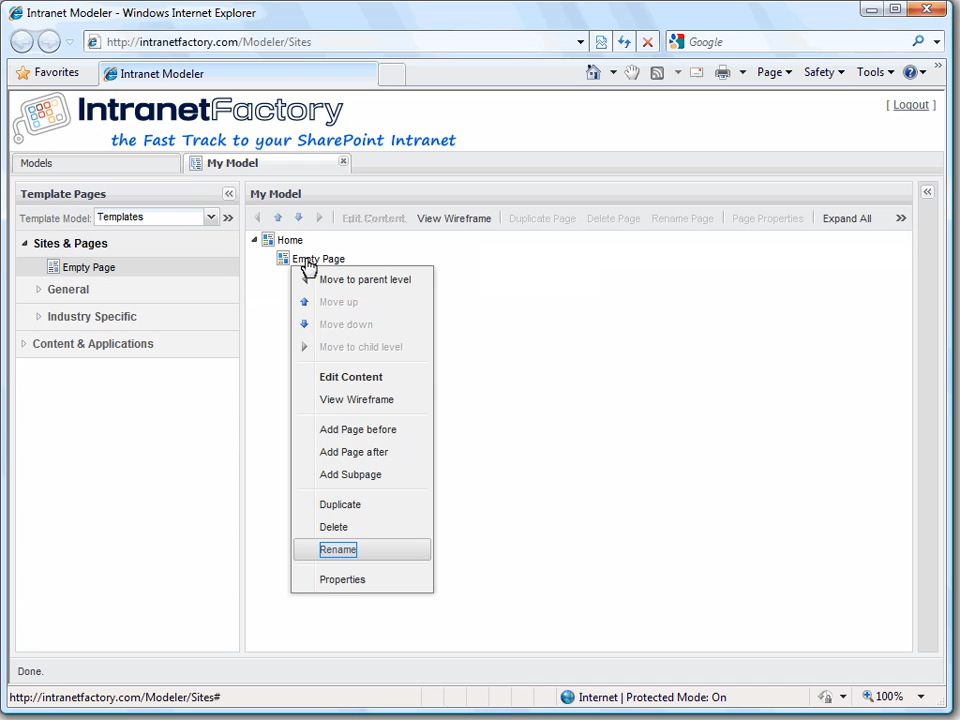 Intranet Modeler - Windows Internet Explorer
http://intranetfactory.com/Modeler/Sites
Google
Favorites
Intranet Modeler
Page
Safety
Tools
IntranetFactory
the Fast Track to your SharePoint Intranet
[ Logout ]
Models
My Model
Template Pages
Template Model: Templates
Sites & Pages
Empty Page
General
Industry Specific
Content & Applications
My Model
Edit Content View Wireframe Duplicate Page Delete Page Rename Page Page Properties Expand All
Home
Empty Page
Move to parent level
Move up
Move down
Move to child level
Edit Content
View Wireframe
Add Page before
Add Page after
Add Subpage
Duplicate
Delete
Rename
Properties
Done.
http://intranetfactory.com/Modeler/Sites#
Internet | Protected Mode: On
100%